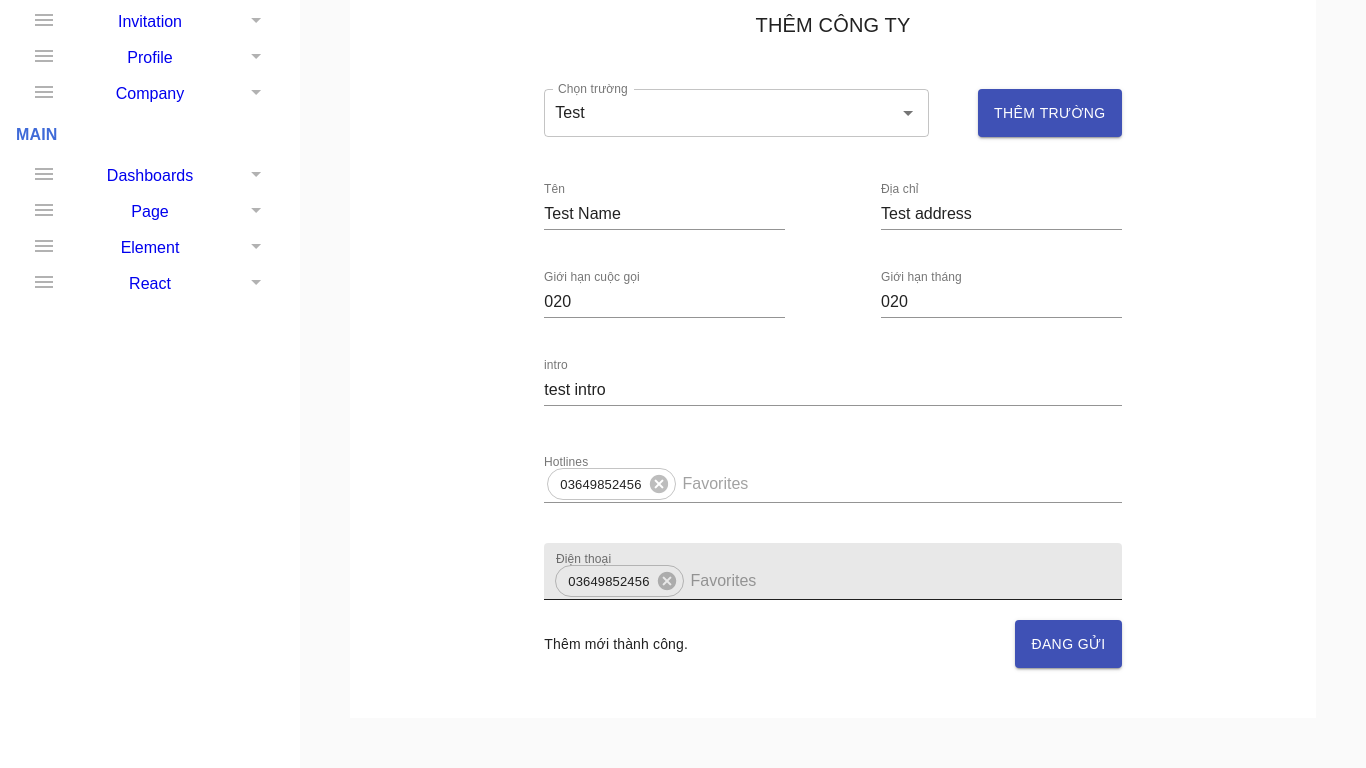 Invitation
Profile
Company
MAIN
Dashboards
Page
Element
React
THÊM CÔNG TY
Chọn trường
Test
THÊM TRƯỜNG
Tên
Test Name
Địa chỉ
Test address
Giới hạn cuộc gọi
020
Giới hạn tháng
020
intro
test intro
Hotlines
03649852456 Favorites
Điện thoại
03649852456 Favorites
Thêm mới thành công.
ĐANG GỬI